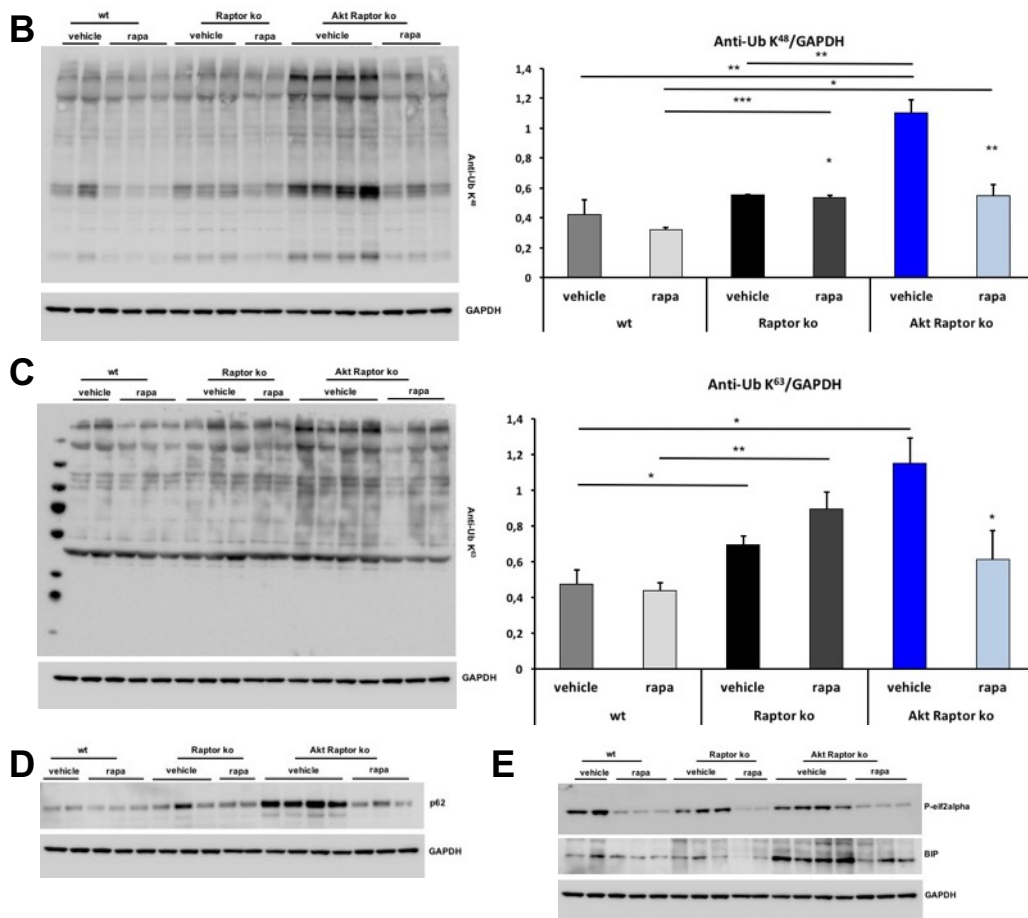 B
wt
Raptor ko
Akt Raptor ko
vehicle rapa vehicle rapa vehicle rapa
Anti-Ub K48
GAPDH
Anti-Ub K48/GAPDH
1,4
1,2
1
0,8
0,6
0,4
0,2
0
**
**
*
***
*
**
vehicle rapa vehicle rapa vehicle rapa
wt Raptor ko Akt Raptor ko
C
wt Raptor ko Akt Raptor ko
vehicle rapa vehicle rapa vehicle rapa
Anti-Ub K63
GAPDH
Anti-Ub K63/GAPDH
1,4
1,2
1
0,8
0,6
0,4
0,2
0
*
**
*
*
vehicle rapa vehicle rapa vehicle rapa
wt Raptor ko Akt Raptor ko
D
wt Raptor ko Akt Raptor ko
vehicle rapa vehicle rapa vehicle rapa
p62
GAPDH
E
wt Raptor ko Akt Raptor ko
vehicle rapa vehicle rapa vehicle rapa
P-eif2alpha
BIP
GAPDH